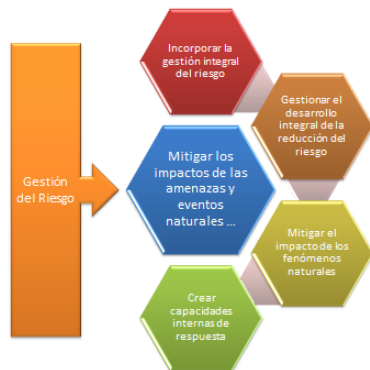 Incorporar la
gestión integral
del riesgo
Gestionar el
desarrollo
integral de la
reducción del
riesgo
Gestión
del Riesgo
Mitigar los
impactos de las
amenazas y
eventos
naturales ...
Mitigar el
impacto de los
fenómenos
naturales
Crear
capacidades
internas de
respuesta